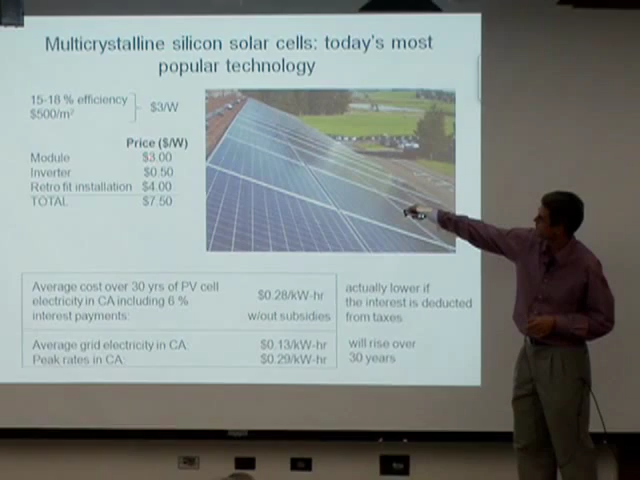 Multicrystalline silicon solar cells: today's most
popular technology
15-18 % efficiency
$500/m²
$3/W
Price ($/W)
Module $3.00
Inverter $0.50
Retro fit installation $4.00
TOTAL $7.50
Average cost over 30 yrs of PV cell
electricity in CA including 6 %
interest payments:
$0.28/kW-hr
w/out subsidies
actually lower if
the interest is deducted
from taxes
Average grid electricity in CA: $0.13/kW-hr
Peak rates in CA: $0.29/kW-hr
will rise over
30 years